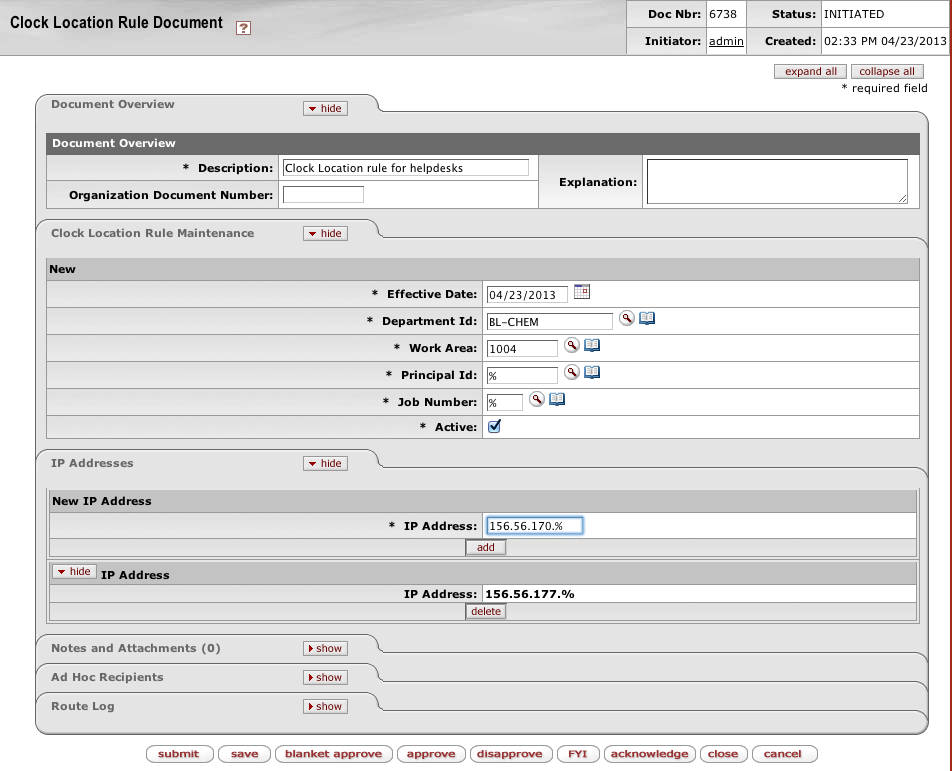 Clock Location Rule Document ?
Doc Nbr: 6738 Status: INITIATED
Initiator: admin Created: 02:33 PM 04/23/2013
expand all collapse all
* required field
Document Overview hide
Document Overview
* Description: Clock Location rule for helpdesks
Explanation:
Organization Document Number:
Clock Location Rule Maintenance hide
New
* Effective Date: 04/23/2013
* Department Id: BL-CHEM
* Work Area: 1004
* Principal Id: %
* Job Number: %
* Active:
IP Addresses hide
New IP Address
* IP Address: 156.56.170.%
add
hide IP Address
IP Address: 156.56.177.%
delete
Notes and Attachments (0) show
Ad Hoc Recipients show
Route Log show
submit save blanket approve approve disapprove FYI acknowledge close cancel